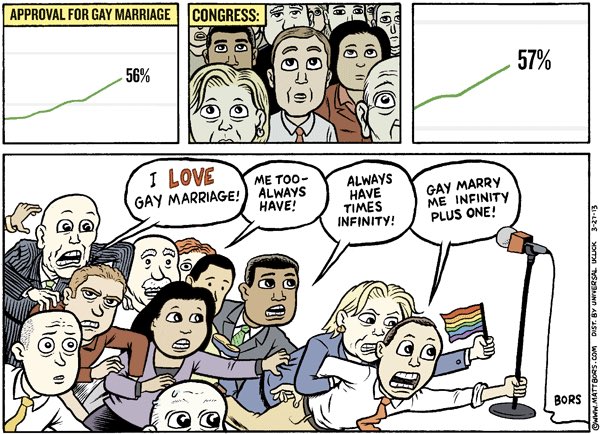 APPROVAL FOR GAY MARRIAGE
56%
CONGRESS:
57%
I LOVE
GAY MARRIAGE!
ME TOO-
ALWAYS
HAVE!
ALWAYS
HAVE
TIMES
INFINITY!
GAY MARRY
ME INFINITY
PLUS ONE!
BORS
©WWW.MATTBORS.COM DIST. BY UNIVERSAL UCLICK 3-27-13